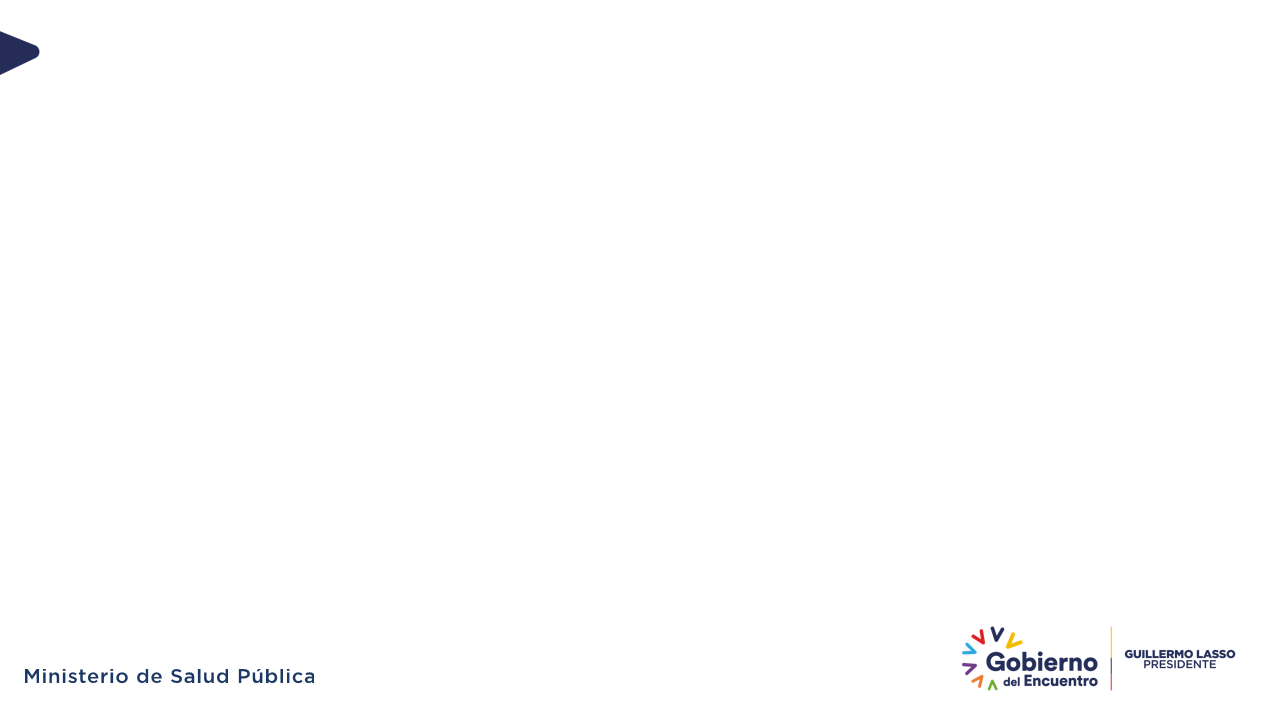 Ministerio de Salud Pública
Gobierno
del Encuentro
GUILLERMO LASSO
PRESIDENTE